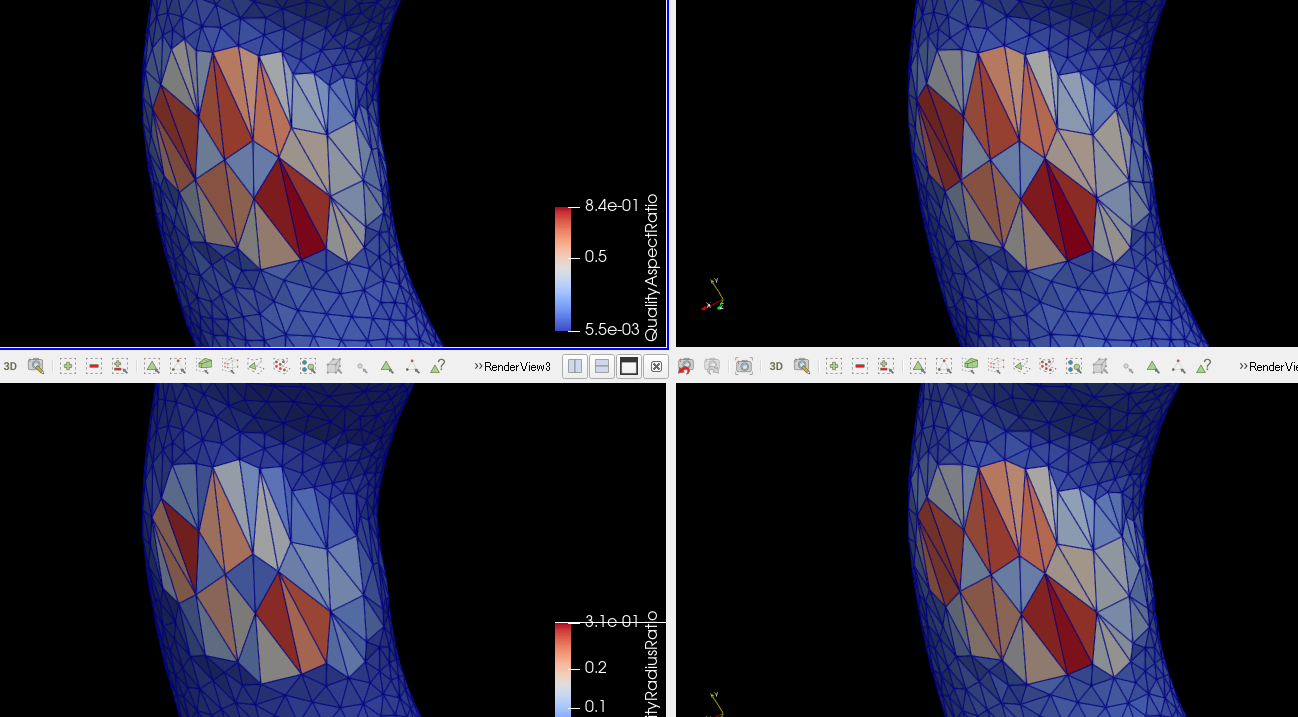 8.4e-01
0.5
5.5e-03
QualityAspectRatio
Y
X
Z
3D
»RenderView3
3D
»RenderVie
3.1e-01
0.2
0.1
ityRadiusRatio
Y